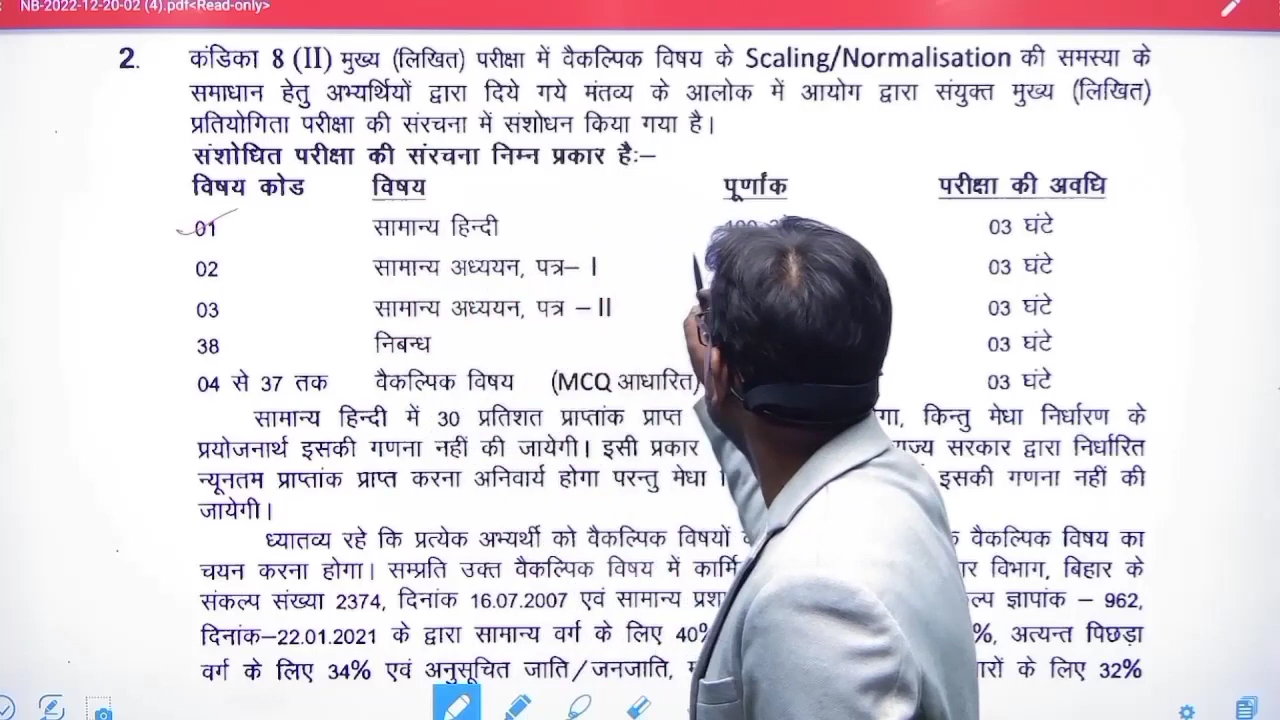 NB-2022-12-20-02 (4).pdf<Read-only>
2. कंडिका 8 (II) मुख्य (लिखित) परीक्षा में वैकल्पिक विषय के Scaling/Normalisation की समस्या के
समाधान हेतु अभ्यर्थियों द्वारा दिये गये मंतव्य के आलोक में आयोग द्वारा संयुक्त मुख्य (लिखित)
प्रतियोगिता परीक्षा की संरचना में संशोधन किया गया है।
संशोधित परीक्षा की संरचना निम्न प्रकार हैः–
विषय कोड विषय पूर्णांक परीक्षा की अवधि
01 सामान्य हिन्दी 03 घंटे
02 सामान्य अध्ययन, पत्र– I 03 घंटे
03 सामान्य अध्ययन, पत्र – II 03 घंटे
38 निबन्ध 03 घंटे
04 से 37 तक वैकल्पिक विषय (MCQ आधारित) 03 घंटे
सामान्य हिन्दी में 30 प्रतिशत प्राप्तांक प्राप्त किन्तु मेधा निर्धारण के
प्रयोजनार्थ इसकी गणना नहीं की जायेगी। इसी प्रकार सरकार द्वारा निर्धारित
न्यूनतम प्राप्तांक प्राप्त करना अनिवार्य होगा परन्तु मेधा इसकी गणना नहीं की
जायेगी।
ध्यातव्य रहे कि प्रत्येक अभ्यर्थी को वैकल्पिक विषयों वैकल्पिक विषय का
चयन करना होगा। सम्प्रति उक्त वैकल्पिक विषय में विभाग, बिहार के
संकल्प संख्या 2374, दिनांक 16.07.2007 एवं सामान्य ज्ञापांक – 962,
दिनांक–22.01.2021 के द्वारा सामान्य वर्ग के लिए 40% अत्यन्त पिछड़ा
वर्ग के लिए 34% एवं अनुसूचित जाति/जनजाति, के लिए 32%